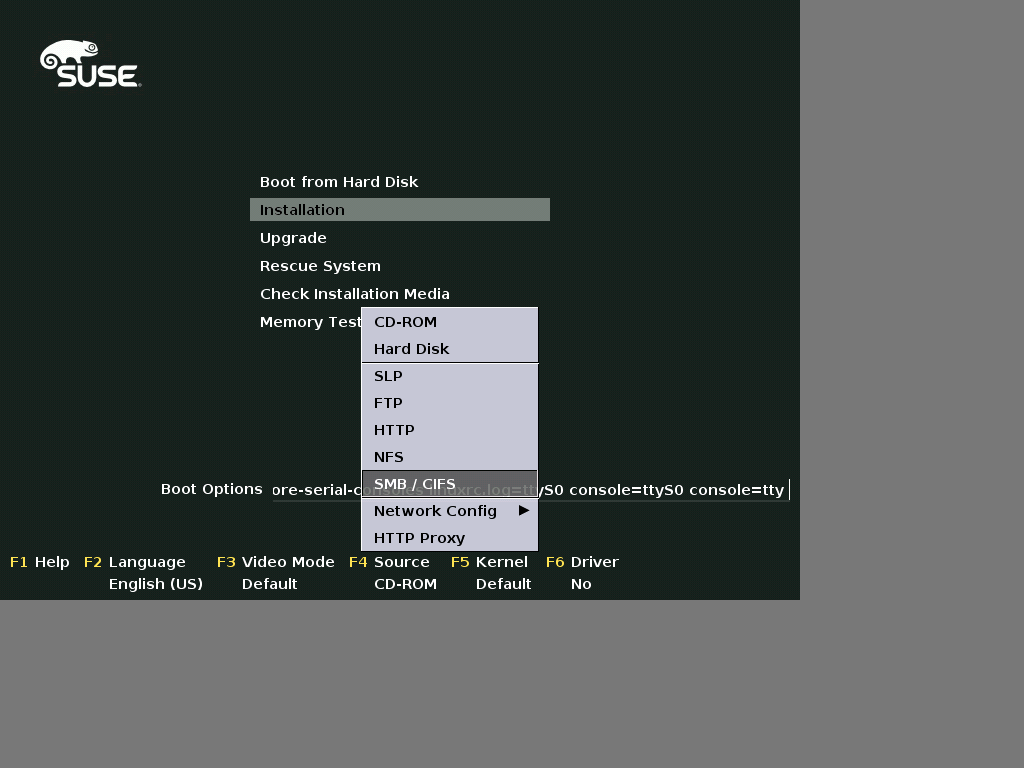 SUSE
Boot from Hard Disk
Installation
Upgrade
Rescue System
Check Installation Media
Memory Test
CD-ROM
Hard Disk
SLP
FTP
HTTP
NFS
SMB / CIFS
Network Config
HTTP Proxy
Boot Options ore-serial-consoles linuxrc.log=ttyS0 console=ttyS0 console=tty
F1 Help F2 Language F3 Video Mode F4 Source F5 Kernel F6 Driver
English (US) Default CD-ROM Default No